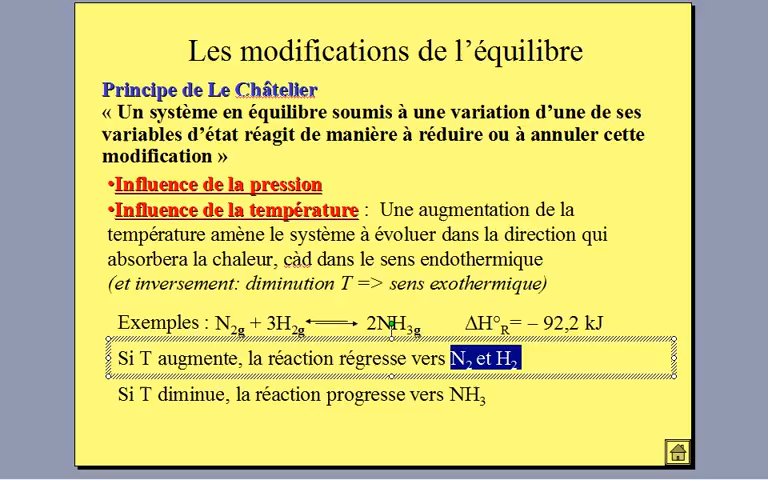 Les modifications de l’équilibre
Principe de Le Châtelier
« Un système en équilibre soumis à une variation d’une de ses
variables d’état réagit de manière à réduire ou à annuler cette
modification »
•Influence de la pression
•Influence de la température : Une augmentation de la
température amène le système à évoluer dans la direction qui
absorbera la chaleur, càd dans le sens endothermique
(et inversement: diminution T => sens exothermique)
Exemples : N₂g + 3H₂g ⟷ 2NH₃g ΔH°R= – 92,2 kJ
Si T augmente, la réaction régresse vers N₂ et H₂
Si T diminue, la réaction progresse vers NH₃